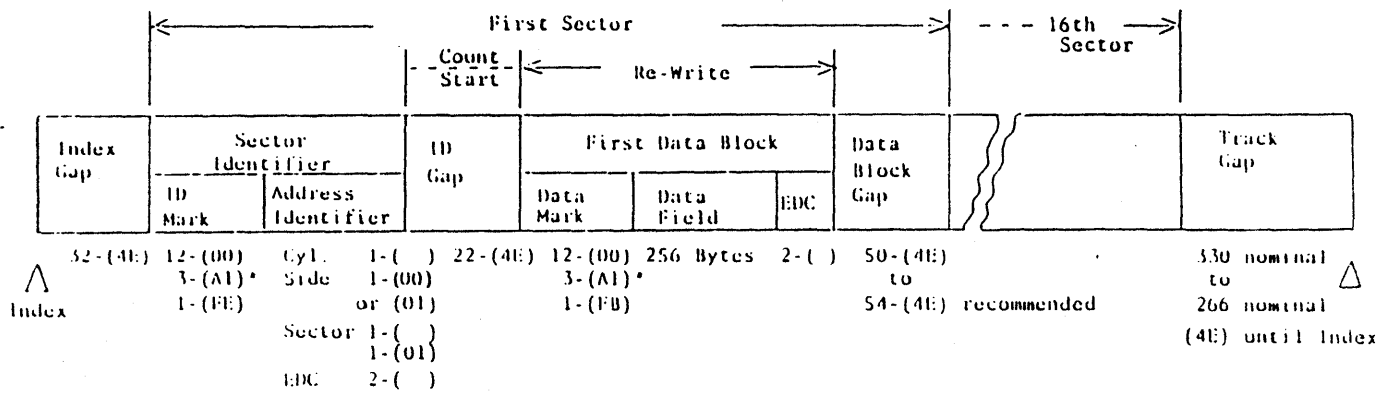 First Sector
16th
Sector
Count
Start
Re-Write
Index
Gap
Sector
Identifier
ID
Mark
Address
Identifier
ID
Gap
First Data Block
Data
Mark
Data
Field
EDC
Data
Block
Gap
Track
Gap
32-(4E) 12-(00) Cyl. 1-( ) 22-(4E) 12-(00) 256 Bytes 2-( ) 50-(4E) 330 nominal
3-(A1)* Side 1-(00) 3-(A1)* to to
Index 1-(FE) or (01) 1-(FB) 54-(4E) recommended 266 nominal
Sector 1-( ) (4E) until Index
1-(01)
EDC 2-( )